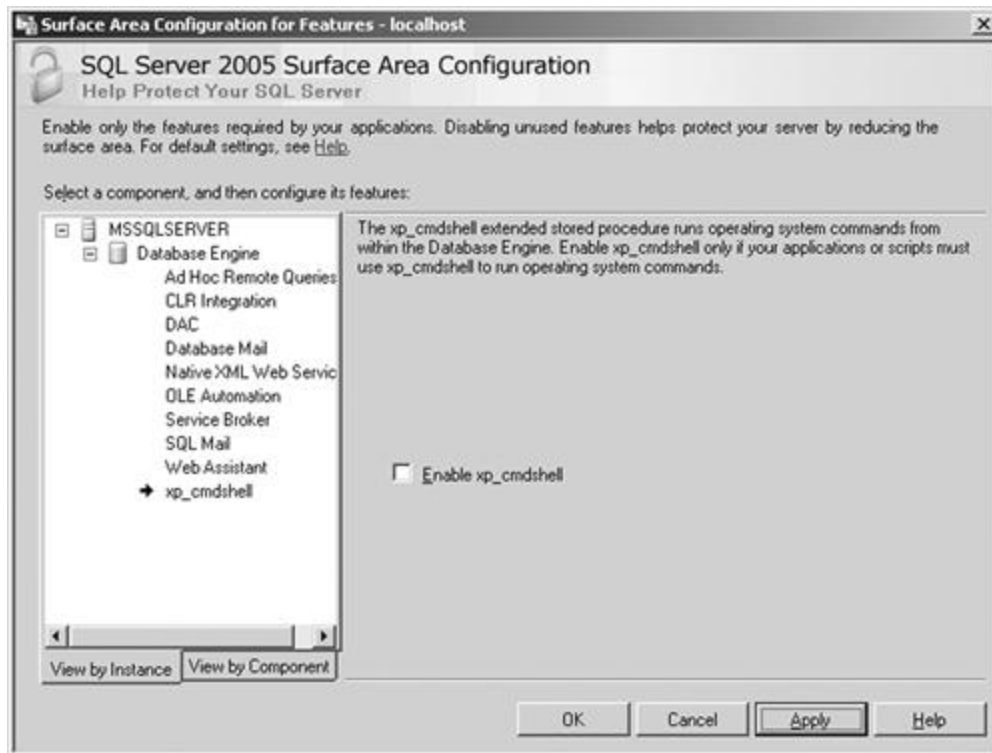 Surface Area Configuration for Features - localhost
SQL Server 2005 Surface Area Configuration
Help Protect Your SQL Server
Enable only the features required by your applications. Disabling unused features helps protect your server by reducing the
surface area. For default settings, see Help.
Select a component, and then configure its features:
MSSQLSERVER
Database Engine
Ad Hoc Remote Queries
CLR Integration
DAC
Database Mail
Native XML Web Servic
OLE Automation
Service Broker
SQL Mail
Web Assistant
xp_cmdshell
The xp_cmdshell extended stored procedure runs operating system commands from
within the Database Engine. Enable xp_cmdshell only if your applications or scripts must
use xp_cmdshell to run operating system commands.
Enable xp_cmdshell
View by Instance
View by Component
OK
Cancel
Apply
Help